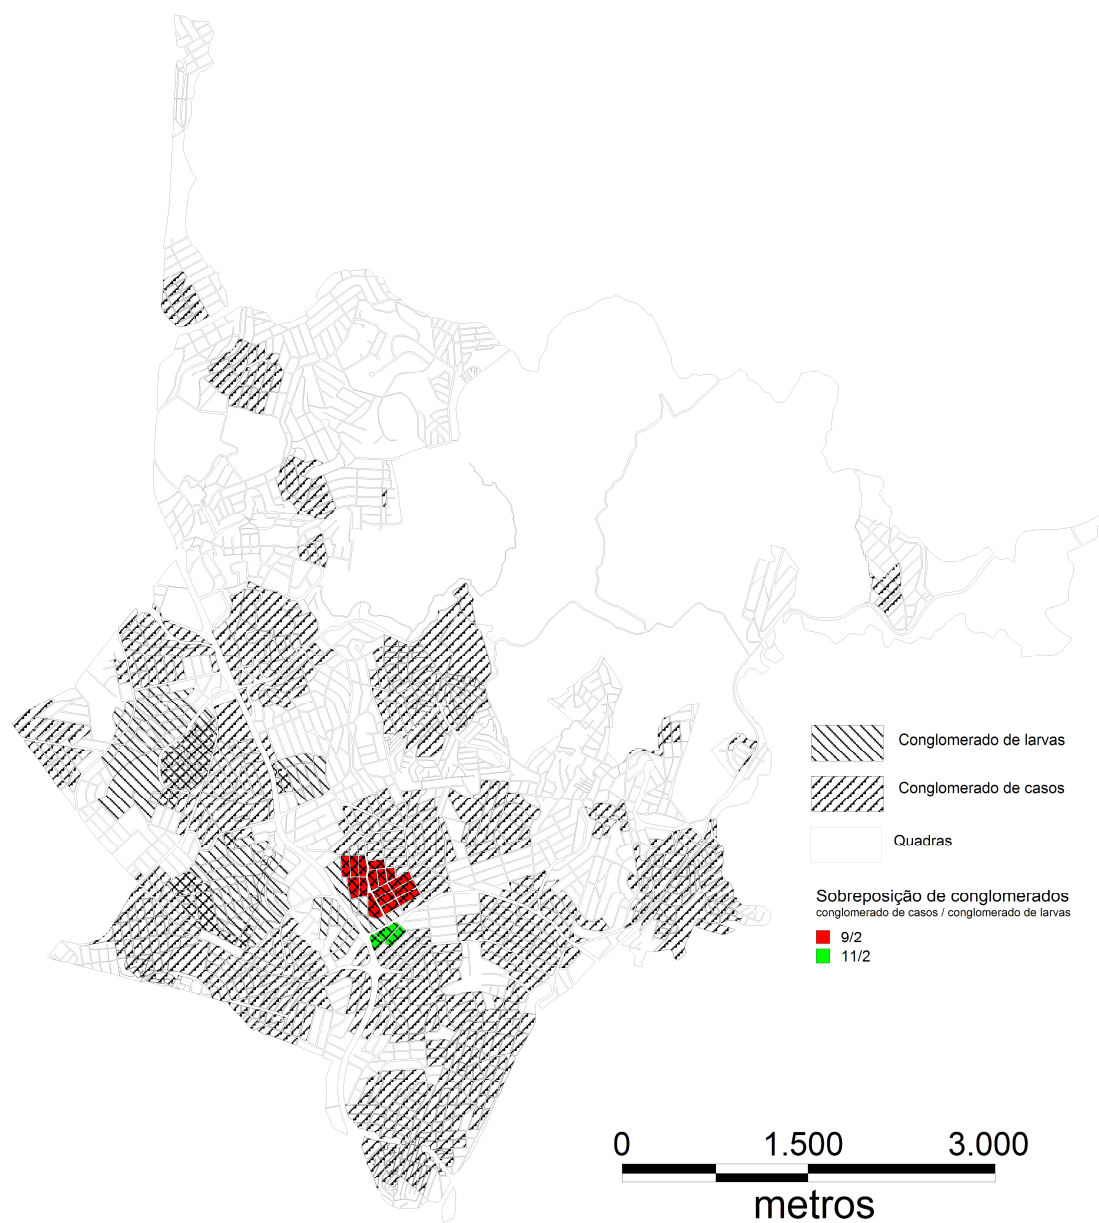 Conglomerado de larvas
Conglomerado de casos
Quadras
Sobreposição de conglomerados
conglomerado de casos / conglomerado de larvas
9/2
11/2
0 1.500 3.000
metros